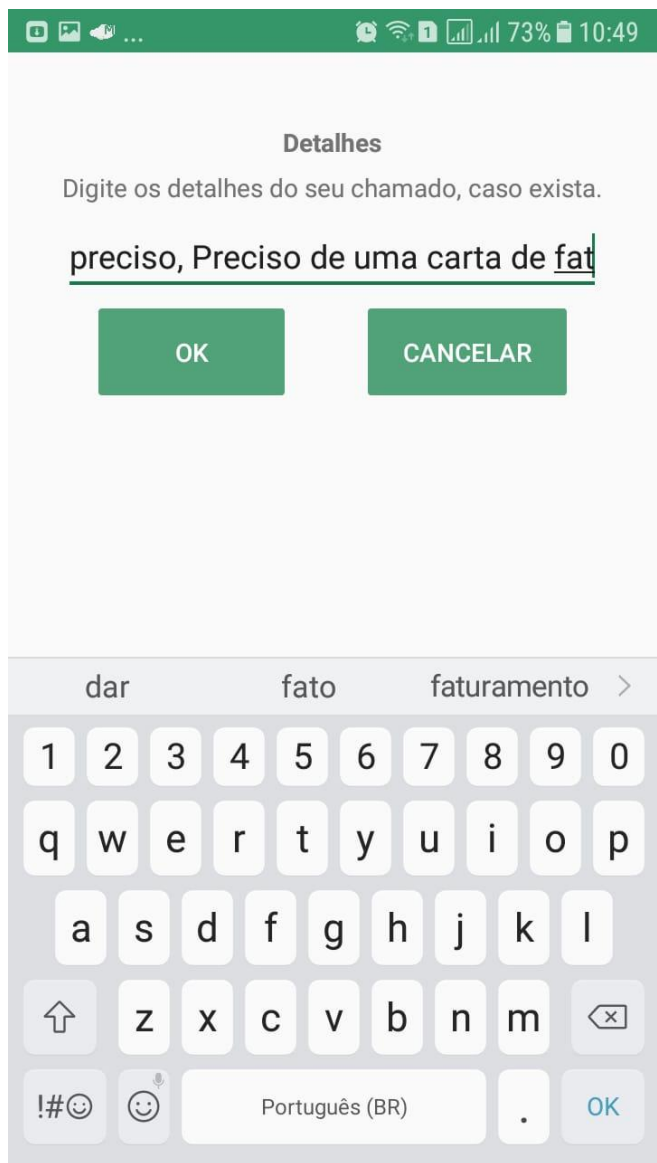 ... 1 73% 10:49
Detalhes
Digite os detalhes do seu chamado, caso exista.
preciso, Preciso de uma carta de fat
OK CANCELAR
dar fato faturamento >
1 2 3 4 5 6 7 8 9 0
q w e r t y u i o p
a s d f g h j k l
z x c v b n m
!#☺ Português (BR) . OK